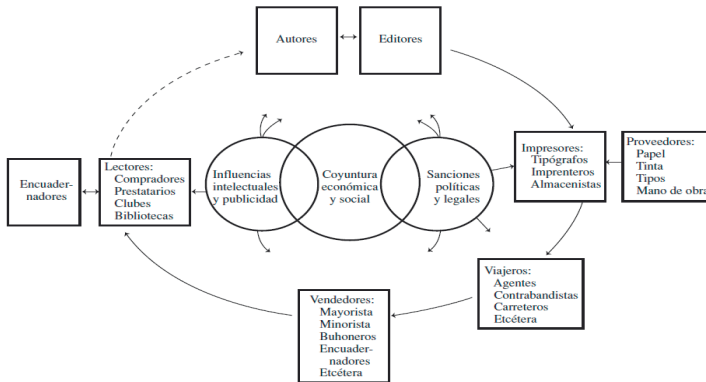 Autores
Editores
Impresores:
Tipógrafos
Imprenteros
Almacenistas
Proveedores:
Papel
Tinta
Tipos
Mano de obra
Encuader-
nadores
Lectores:
Compradores
Prestatarios
Clubes
Bibliotecas
Influencias
intelectuales
y publicidad
Coyuntura
económica
y social
Sanciones
políticas
y legales
Viajeros:
Agentes
Contrabandistas
Carreteros
Etcétera
Vendedores:
Mayorista
Minorista
Buhoneros
Encuader-
nadores
Etcétera